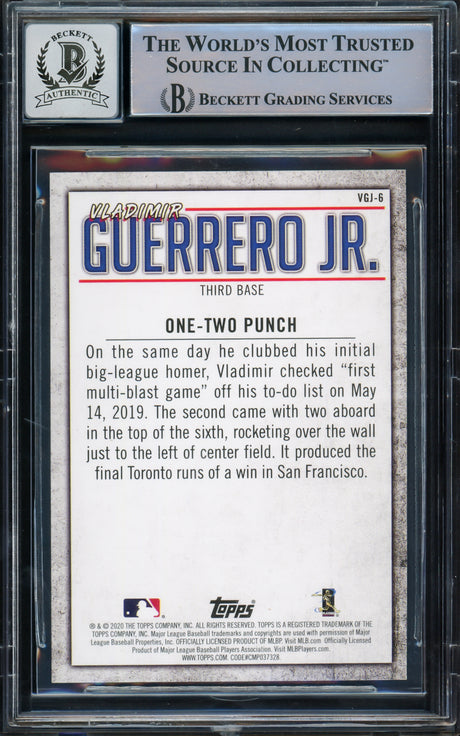 BECKETT
B
AUTHENTIC
THE WORLD'S MOST TRUSTED
SOURCE IN COLLECTING™
B BECKETT GRADING SERVICES
VGJ-6
VLADIMIR
GUERRERO JR.
THIRD BASE
ONE-TWO PUNCH
On the same day he clubbed his initial
big-league homer, Vladimir checked “first
multi-blast game” off his to-do list on May
14, 2019. The second came with two aboard
in the top of the sixth, rocketing over the wall
just to the left of center field. It produced the
final Toronto runs of a win in San Francisco.
topps
® & © 2020 THE TOPPS COMPANY, INC. ALL RIGHTS RESERVED. TOPPS IS A REGISTERED TRADEMARK OF THE
TOPPS COMPANY, INC. Major League Baseball trademarks and copyrights are used with permission of Major
League Baseball Properties, Inc. OFFICIALLY LICENSED PRODUCT OF MLBP. Visit MLB.com Officially Licensed
Product of Major League Baseball Players Association. Visit MLBPlayers.com.
WWW.TOPPS.COM. CODE#CMP037328.